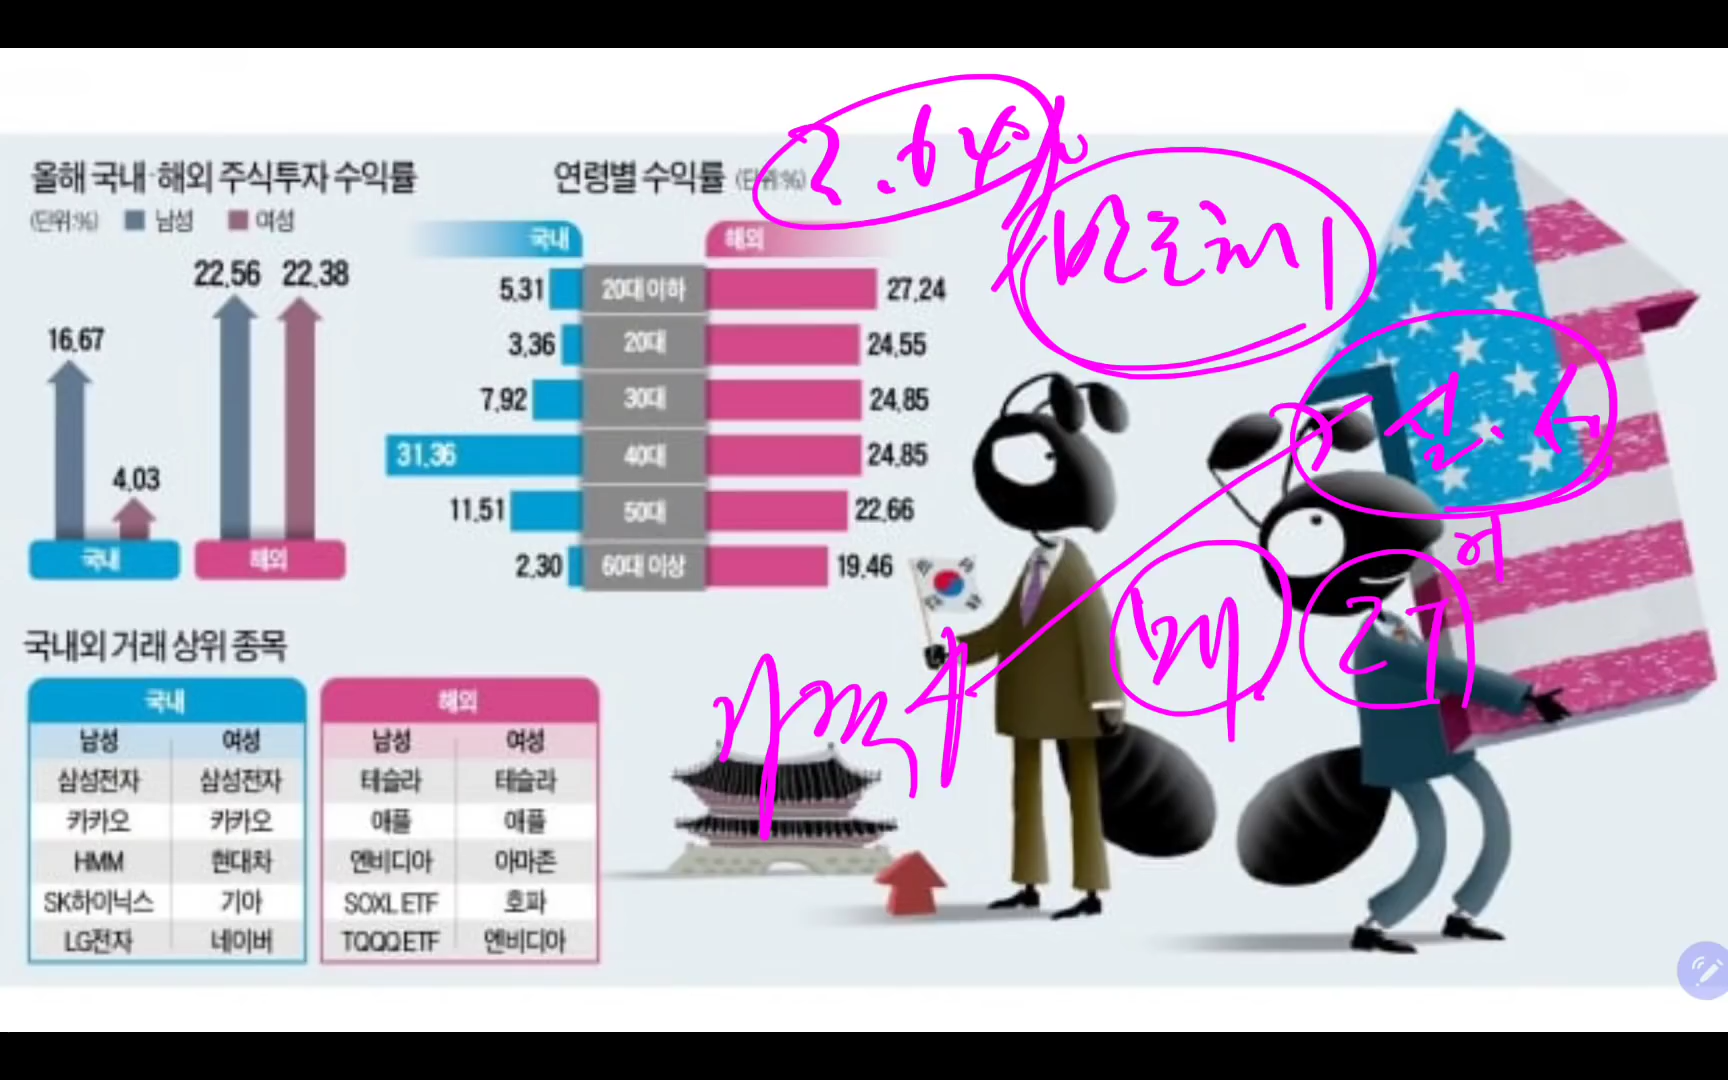 올해 국내·해외 주식투자 수익률
(단위:%) 남성 여성
16.67
4.03
22.56
22.38
국내
해외
연령별 수익률 (단위:%)
국내 해외
5.31 20대 이하 27.24
3.36 20대 24.55
7.92 30대 24.85
31.36 40대 24.85
11.51 50대 22.66
2.30 60대 이상 19.46
국내외 거래 상위 종목
국내
남성 여성
삼성전자 삼성전자
카카오 카카오
HMM 현대차
SK하이닉스 기아
LG전자 네이버
해외
남성 여성
테슬라 테슬라
애플 애플
엔비디아 아마존
SOXL ETF 호파
TQQQ ETF 엔비디아
2.64%
반도체